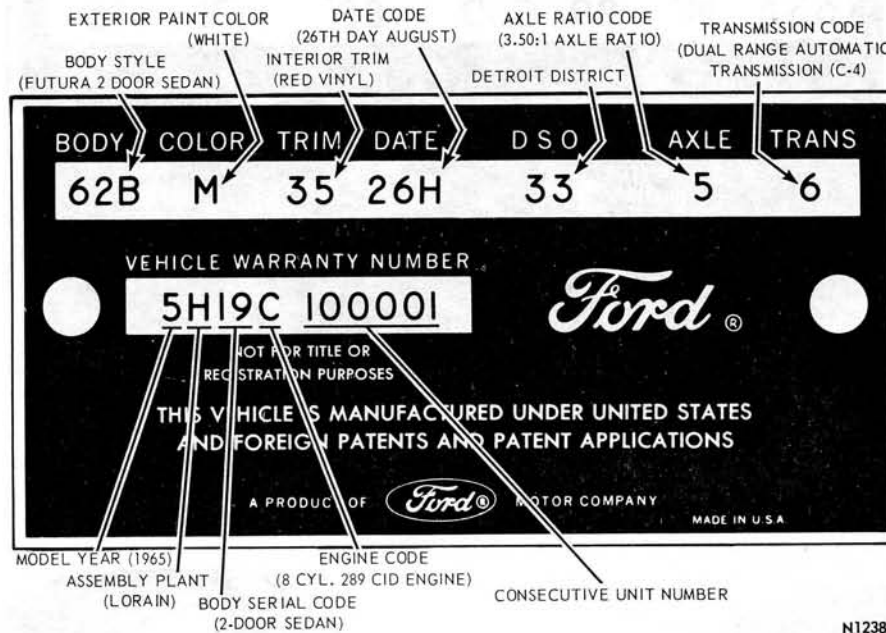 EXTERIOR PAINT COLOR
(WHITE)
DATE CODE
(26TH DAY AUGUST)
AXLE RATIO CODE
(3.50:1 AXLE RATIO)
TRANSMISSION CODE
(DUAL RANGE AUTOMATIC
TRANSMISSION (C-4)
BODY STYLE
(FUTURA 2 DOOR SEDAN)
INTERIOR TRIM
(RED VINYL)
DETROIT DISTRICT
BODY COLOR TRIM DATE D S O AXLE TRANS
62B M 35 26H 33 5 6
VEHICLE WARRANTY NUMBER
5H19C 100001
Ford ®
NOT FOR TITLE OR
REGISTRATION PURPOSES
THIS VEHICLE IS MANUFACTURED UNDER UNITED STATES
AND FOREIGN PATENTS AND PATENT APPLICATIONS
A PRODUCT OF Ford ® MOTOR COMPANY
MADE IN U.S.A.
MODEL YEAR (1965)
ASSEMBLY PLANT
(LORAIN)
BODY SERIAL CODE
(2-DOOR SEDAN)
ENGINE CODE
(8 CYL. 289 CID ENGINE)
CONSECUTIVE UNIT NUMBER
N1238